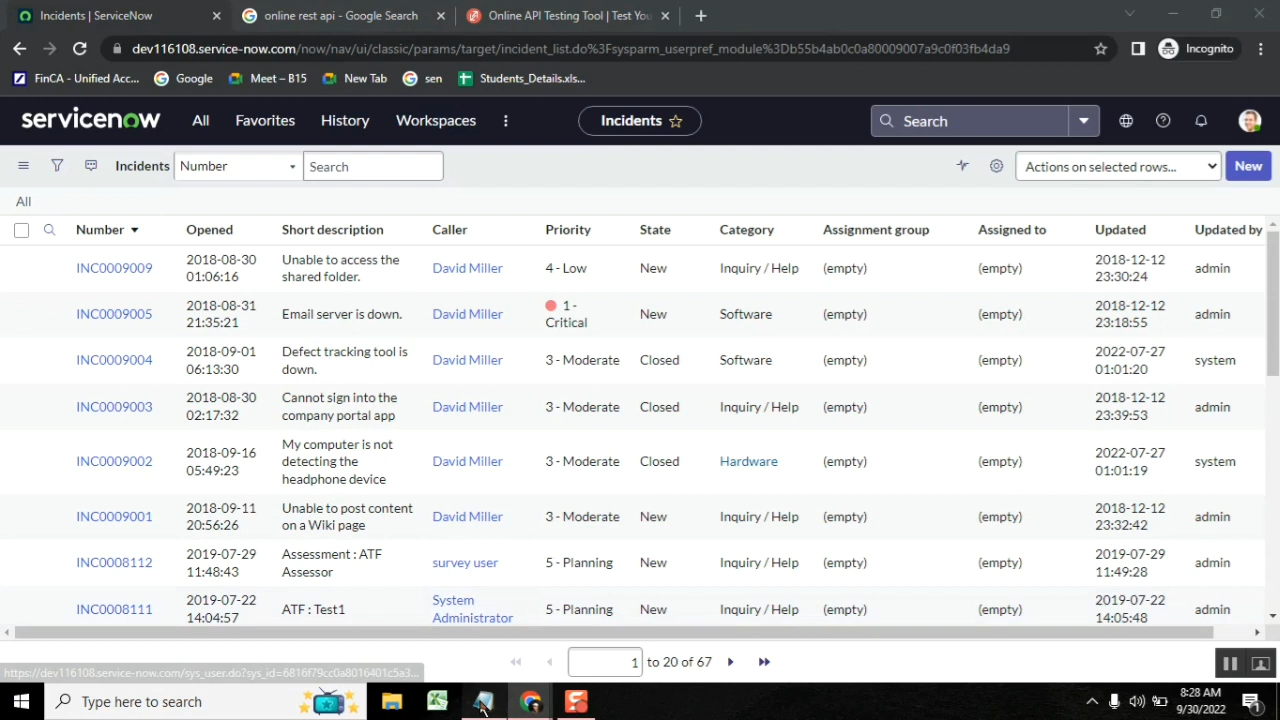 Incidents | ServiceNow
online rest api - Google Search
Online API Testing Tool | Test You
dev116108.service-now.com/now/nav/ui/classic/params/target/incident_list.do%3Fsysparm_userpref_module%3Db55b4ab0c0a80009007a9c0f03fb4da9
Incognito
FinCA - Unified Acc...
Google
Meet – B15
New Tab
sen
Students_Details.xls...
servicenow
All
Favorites
History
Workspaces
Incidents
Search
Incidents
Number
Search
Actions on selected rows...
New
All
Number
Opened
Short description
Caller
Priority
State
Category
Assignment group
Assigned to
Updated
Updated by
INC0009009
2018-08-30
01:06:16
Unable to access the
shared folder.
David Miller
4 - Low
New
Inquiry / Help
(empty)
(empty)
2018-12-12
23:30:24
admin
INC0009005
2018-08-31
21:35:21
Email server is down.
David Miller
1 -
Critical
New
Software
(empty)
(empty)
2018-12-12
23:18:55
admin
INC0009004
2018-09-01
06:13:30
Defect tracking tool is
down.
David Miller
3 - Moderate
Closed
Software
(empty)
(empty)
2022-07-27
01:01:20
system
INC0009003
2018-08-30
02:17:32
Cannot sign into the
company portal app
David Miller
3 - Moderate
Closed
Inquiry / Help
(empty)
(empty)
2018-12-12
23:39:53
admin
INC0009002
2018-09-16
05:49:23
My computer is not
detecting the
headphone device
David Miller
3 - Moderate
Closed
Hardware
(empty)
(empty)
2022-07-27
01:01:19
system
INC0009001
2018-09-11
20:56:26
Unable to post content
on a Wiki page
David Miller
3 - Moderate
New
Inquiry / Help
(empty)
(empty)
2018-12-12
23:32:42
admin
INC0008112
2019-07-29
11:48:43
Assessment : ATF
Assessor
survey user
5 - Planning
New
Inquiry / Help
(empty)
(empty)
2019-07-29
11:49:28
admin
INC0008111
2019-07-22
14:04:57
ATF : Test1
System
Administrator
5 - Planning
New
Inquiry / Help
(empty)
(empty)
2019-07-22
14:05:48
admin
1 to 20 of 67
https://dev116108.service-now.com/sys_user.do?sys_id=6816f79cc0a8016401c5a3...
Type here to search
8:28 AM
9/30/2022
1